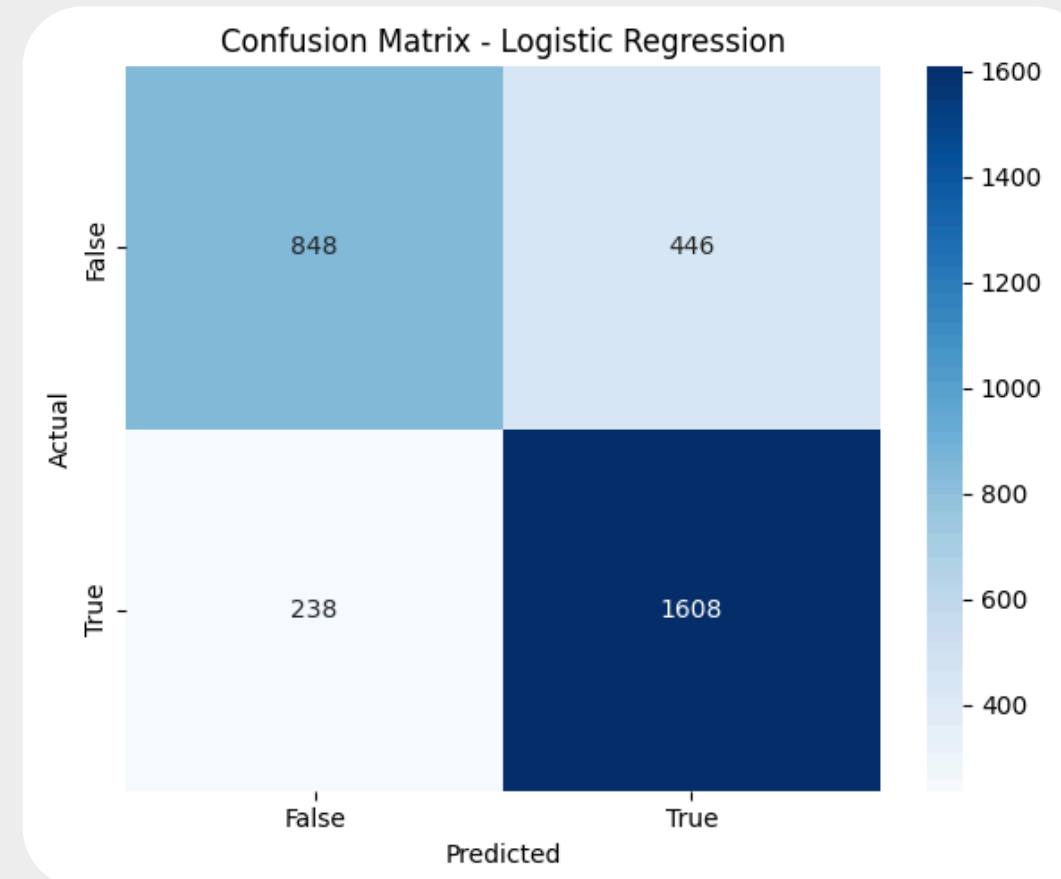 Confusion Matrix - Logistic Regression
1600
1400
1200
1000
800
600
400
Actual
False
848
446
True
238
1608
False
True
Predicted